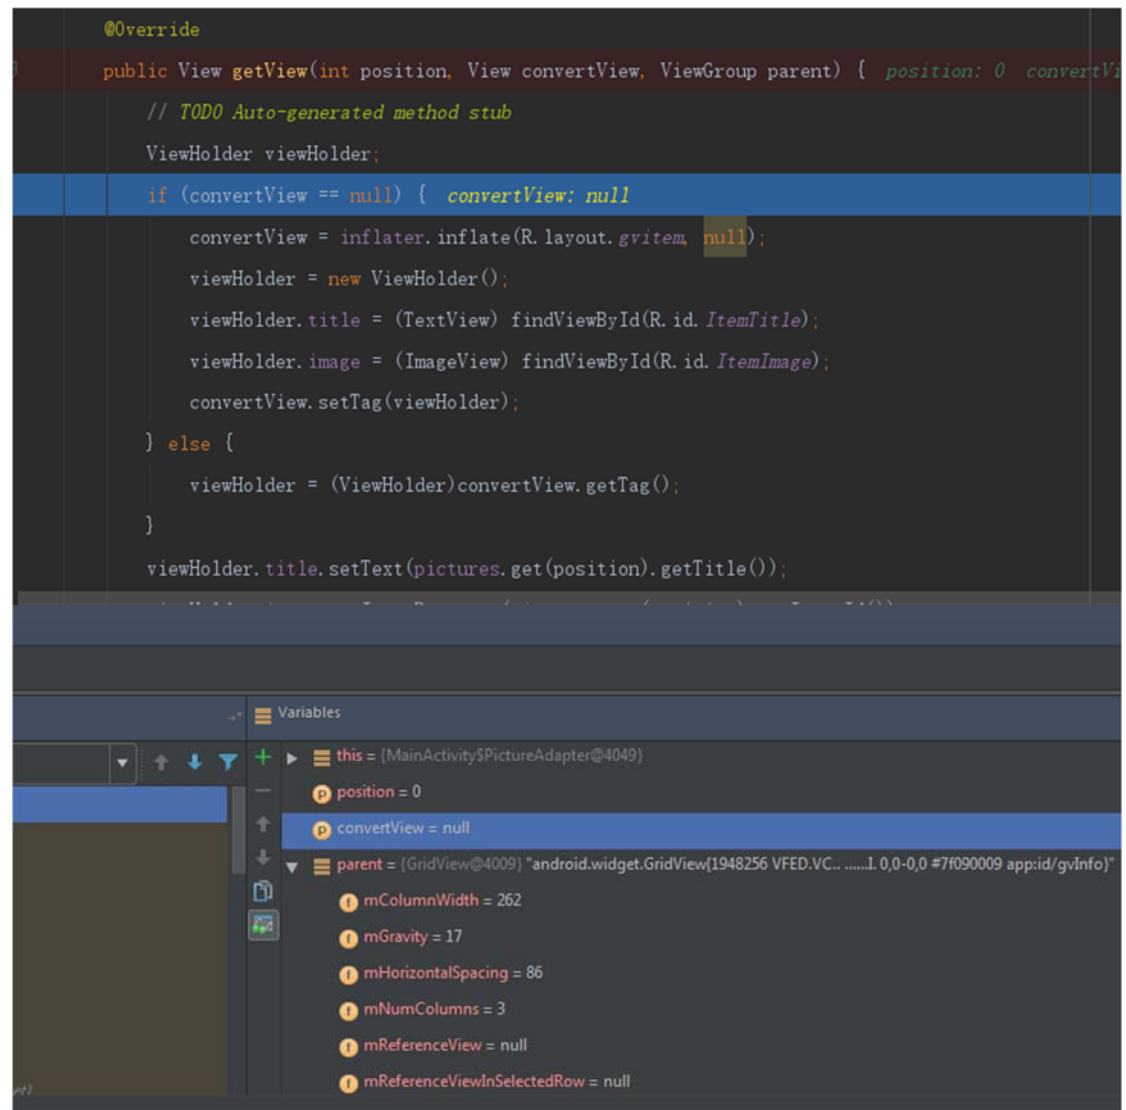 @Override
public View getView(int position, View convertView, ViewGroup parent) { position: 0 convertVi
// TODO Auto-generated method stub
ViewHolder viewHolder;
if (convertView == null) { convertView: null
convertView = inflater.inflate(R.layout.gvitem, null);
viewHolder = new ViewHolder();
viewHolder.title = (TextView) findViewById(R.id.ItemTitle);
viewHolder.image = (ImageView) findViewById(R.id.ItemImage);
convertView.setTag(viewHolder);
} else {
viewHolder = (ViewHolder)convertView.getTag();
}
viewHolder.title.setText(pictures.get(position).getTitle());
Variables
this = {MainActivity$PictureAdapter@4049}
position = 0
convertView = null
parent = {GridView@4009} "android.widget.GridView{1948256 VFED.VC.. ......I. 0,0-0,0 #7f090009 app:id/gvInfo}"
mColumnWidth = 262
mGravity = 17
mHorizontalSpacing = 86
mNumColumns = 3
mReferenceView = null
mReferenceViewInSelectedRow = null